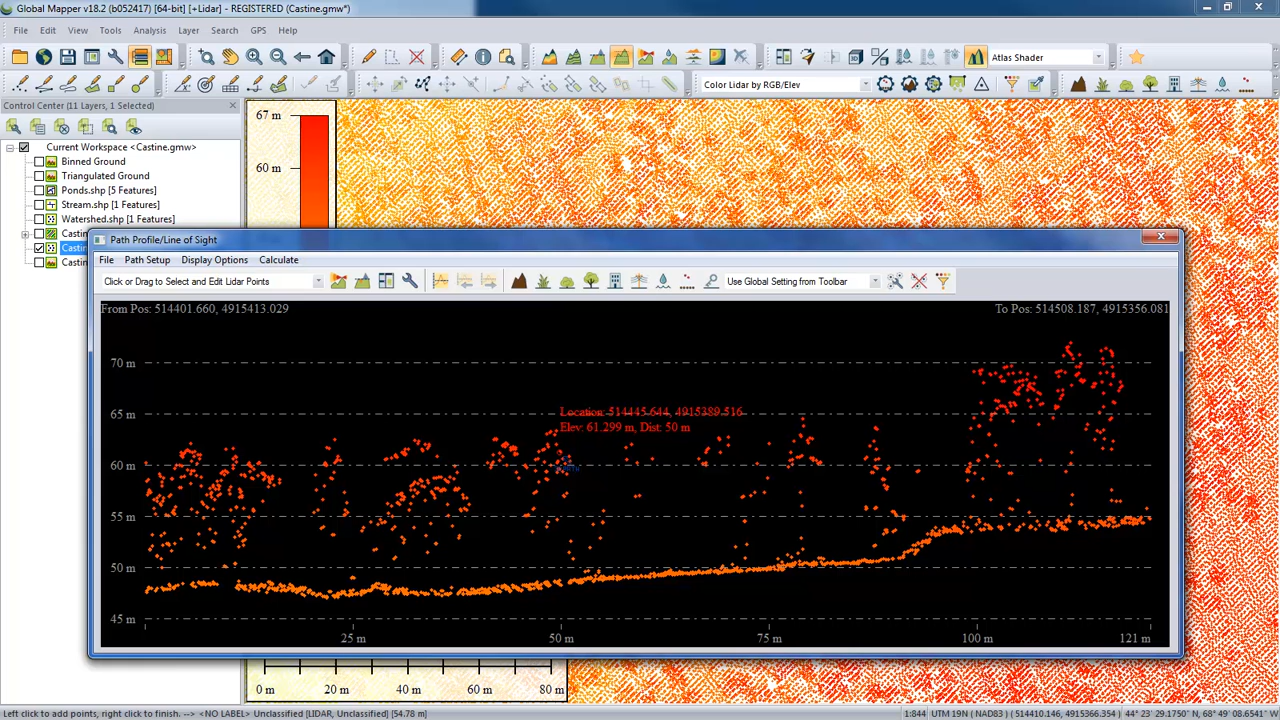 Global Mapper v18.2 (b052417) [64-bit] [+Lidar] - REGISTERED (Castine.gmw*)
File Edit View Tools Analysis Layer Search GPS Help
Atlas Shader
Color Lidar by RGB/Elev
Control Center (11 Layers, 1 Selected)
Current Workspace <Castine.gmw*>
Binned Ground
Triangulated Ground
Ponds.shp [5 Features]
Stream.shp [1 Features]
Watershed.shp [1 Features]
Castin
Castin
Castin
67 m
60 m
Path Profile/Line of Sight
File Path Setup Display Options Calculate
Click or Drag to Select and Edit Lidar Points
Use Global Setting from Toolbar
From Pos: 514401.660, 4915413.029
To Pos: 514508.187, 4915356.081
70 m
65 m
60 m
55 m
50 m
45 m
Location: 514445.644, 4915389.516
Elev: 61.299 m, Dist: 50 m
25 m 50 m 75 m 100 m 121 m
0 m 20 m 40 m 60 m 80 m
Left click to add points, right click to finish. --> <NO LABEL> Unclassified [LIDAR, Unclassified] [54.78 m]
1:844 UTM 19N (NAD83) ( 514410.146, 4915366.354 ) 44° 23' 29.1750" N, 68° 49' 08.6541" W